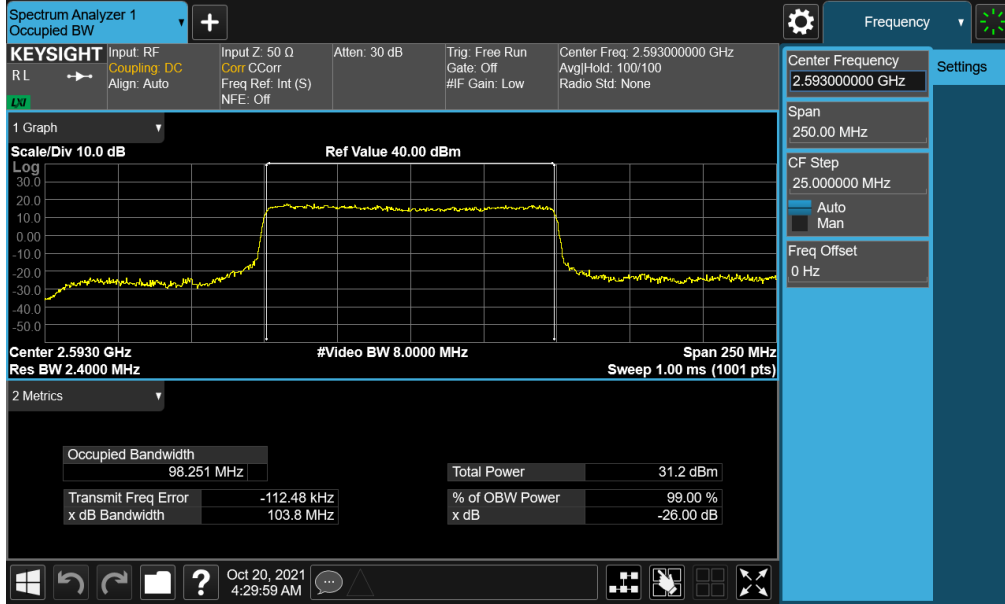 Spectrum Analyzer 1
Occupied BW
Frequency
KEYSIGHT
RL
LXI
Input: RF
Coupling: DC
Align: Auto
Input Z: 50 Ω
Corr CCorr
Freq Ref: Int (S)
NFE: Off
Atten: 30 dB
Trig: Free Run
Gate: Off
#IF Gain: Low
Center Freq: 2.593000000 GHz
Avg|Hold: 100/100
Radio Std: None
Center Frequency
2.593000000 GHz
Settings
Span
250.00 MHz
CF Step
25.000000 MHz
Auto
Man
Freq Offset
0 Hz
1 Graph
Scale/Div 10.0 dB
Ref Value 40.00 dBm
Log
30.0
20.0
10.0
0.00
-10.0
-20.0
-30.0
-40.0
-50.0
Center 2.5930 GHz
#Video BW 8.0000 MHz
Span 250 MHz
Res BW 2.4000 MHz
Sweep 1.00 ms (1001 pts)
2 Metrics
Occupied Bandwidth
98.251 MHz
Total Power 31.2 dBm
Transmit Freq Error -112.48 kHz
% of OBW Power 99.00 %
x dB Bandwidth 103.8 MHz
x dB -26.00 dB
Oct 20, 2021
4:29:59 AM